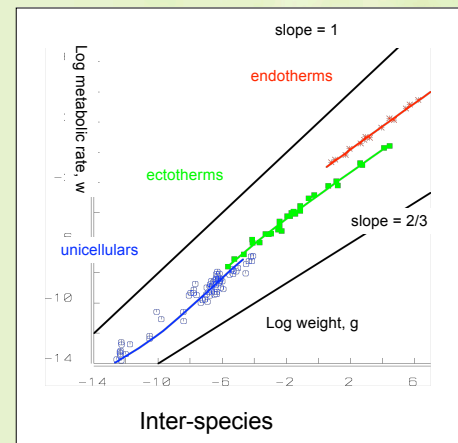 slope = 1
Log metabolic rate, w
endotherms
ectotherms
slope = 2/3
unicellulars
-10
Log weight, g
-14
-14
-10
-6
-2
2
6
Inter-species